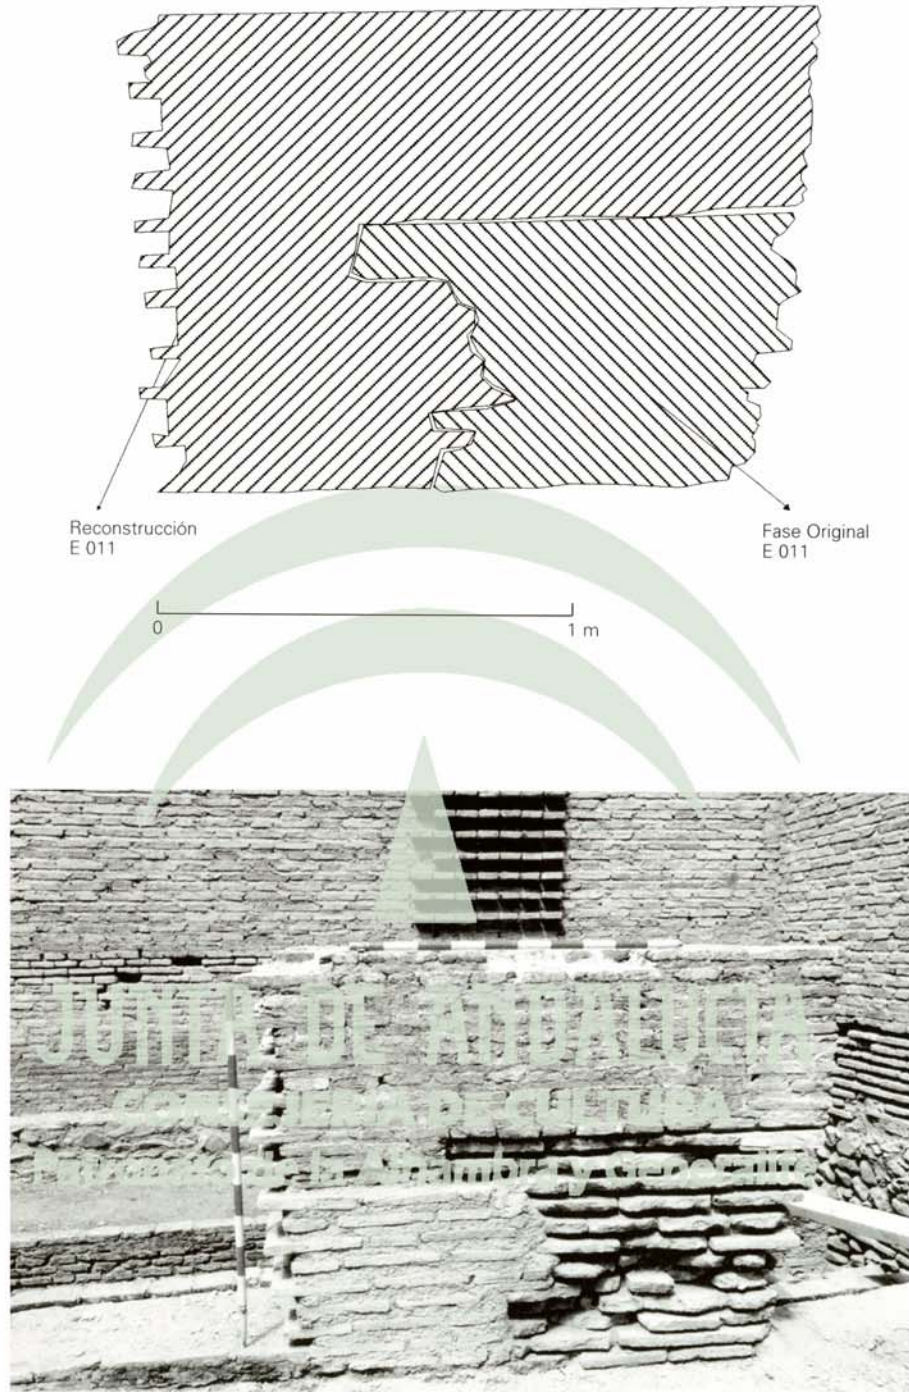 Reconstrucción
E 011
Fase Original
E 011
0
1 m
JUNTA DE ANDALUCIA
CONSEJERIA DE CULTURA
Patronato de la Alhambra y Generalife